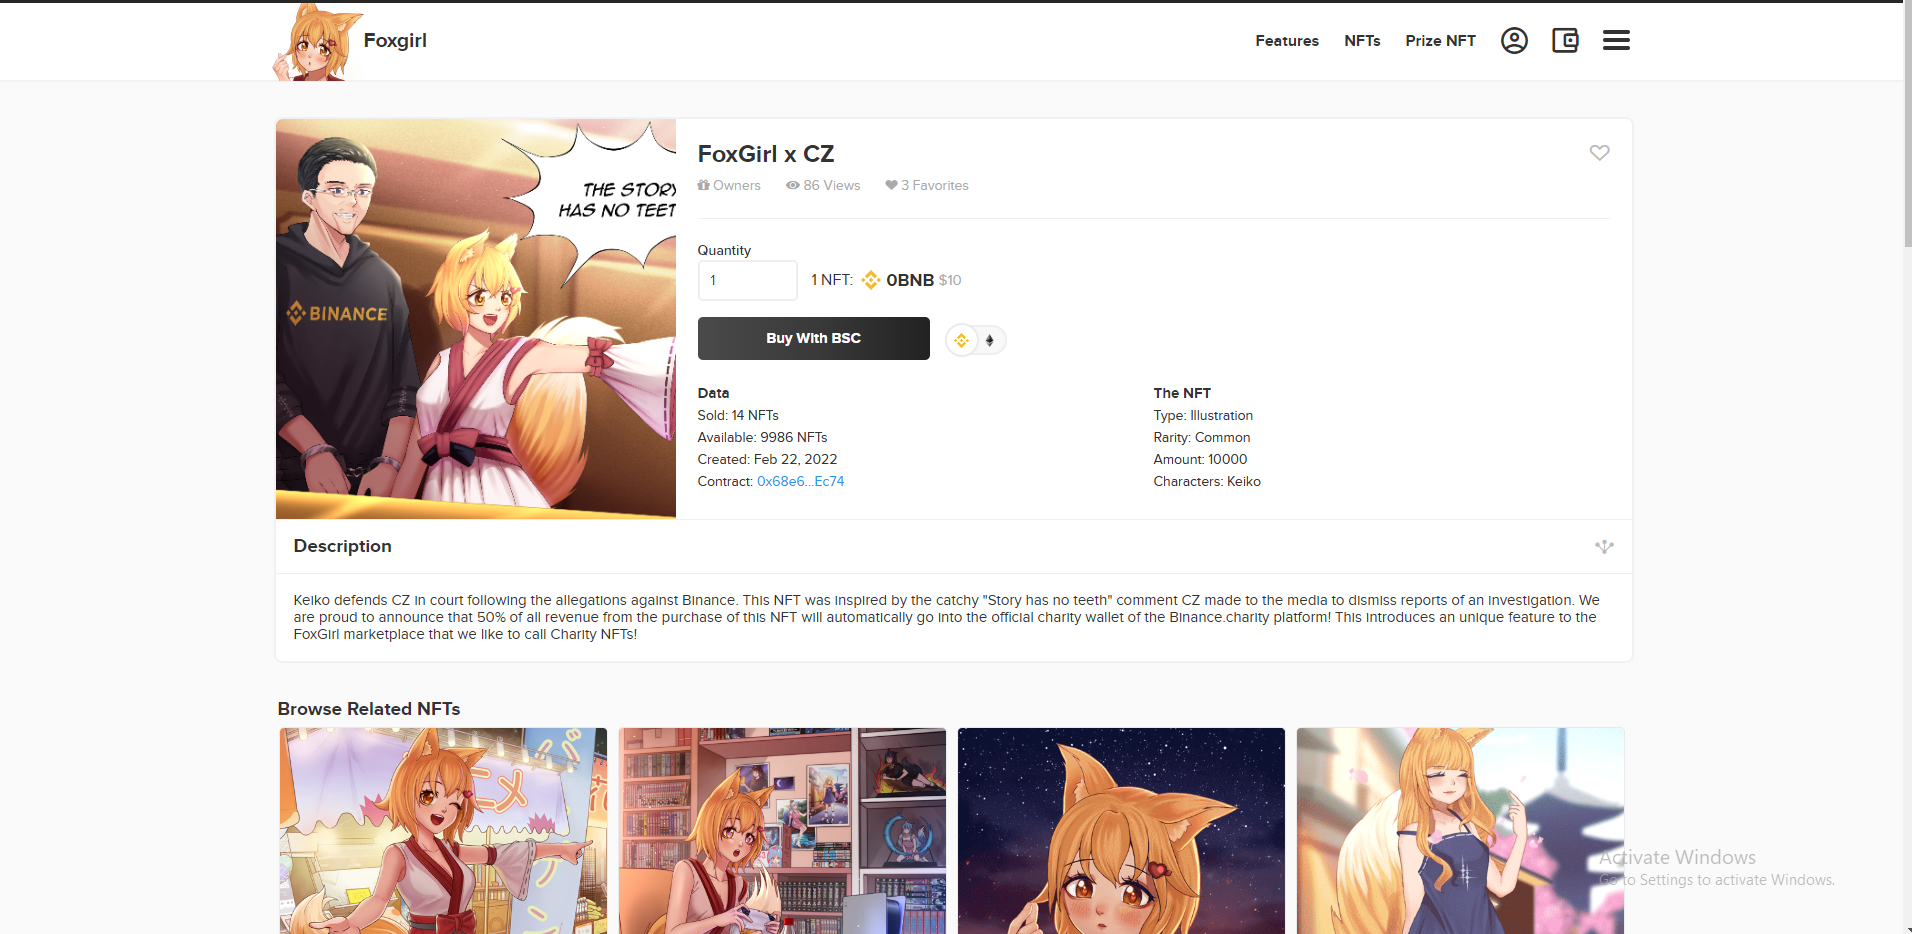 Foxgirl
Features NFTs Prize NFT
THE STORY
HAS NO TEET
BINANCE
FoxGirl x CZ
Owners 86 Views 3 Favorites
Quantity
1 1 NFT: 0BNB $10
Buy With BSC
Data
Sold: 14 NFTs
Available: 9986 NFTs
Created: Feb 22, 2022
Contract: 0x68e6...Ec74
The NFT
Type: Illustration
Rarity: Common
Amount: 10000
Characters: Keiko
Description
Keiko defends CZ in court following the allegations against Binance. This NFT was inspired by the catchy "Story has no teeth" comment CZ made to the media to dismiss reports of an investigation. We
are proud to announce that 50% of all revenue from the purchase of this NFT will automatically go into the official charity wallet of the Binance.charity platform! This introduces an unique feature to the
FoxGirl marketplace that we like to call Charity NFTs!
Browse Related NFTs
Activate Windows
Go to Settings to activate Windows.